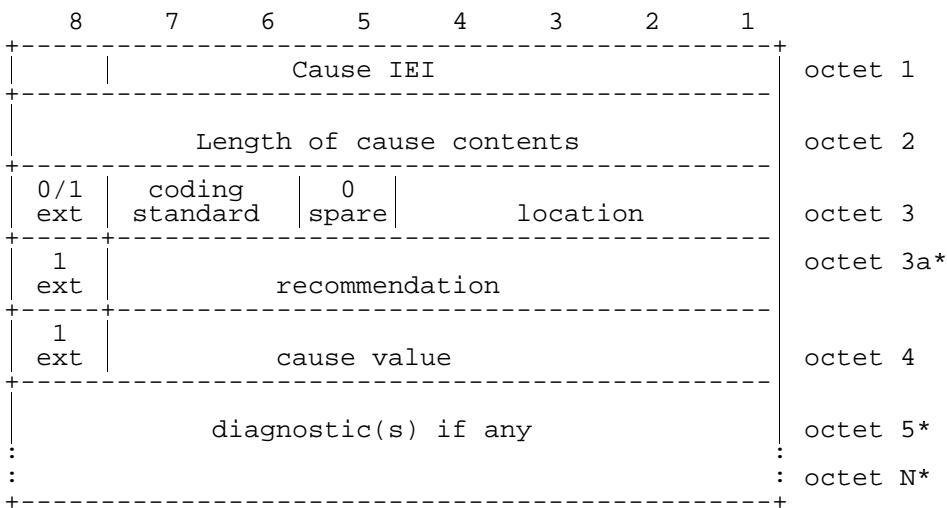 8 7 6 5 4 3 2 1
Cause IEI octet 1
Length of cause contents octet 2
0/1 coding 0
ext standard spare location octet 3
1 octet 3a*
ext recommendation
1
ext cause value octet 4
diagnostic(s) if any octet 5*
: :
: : octet N*